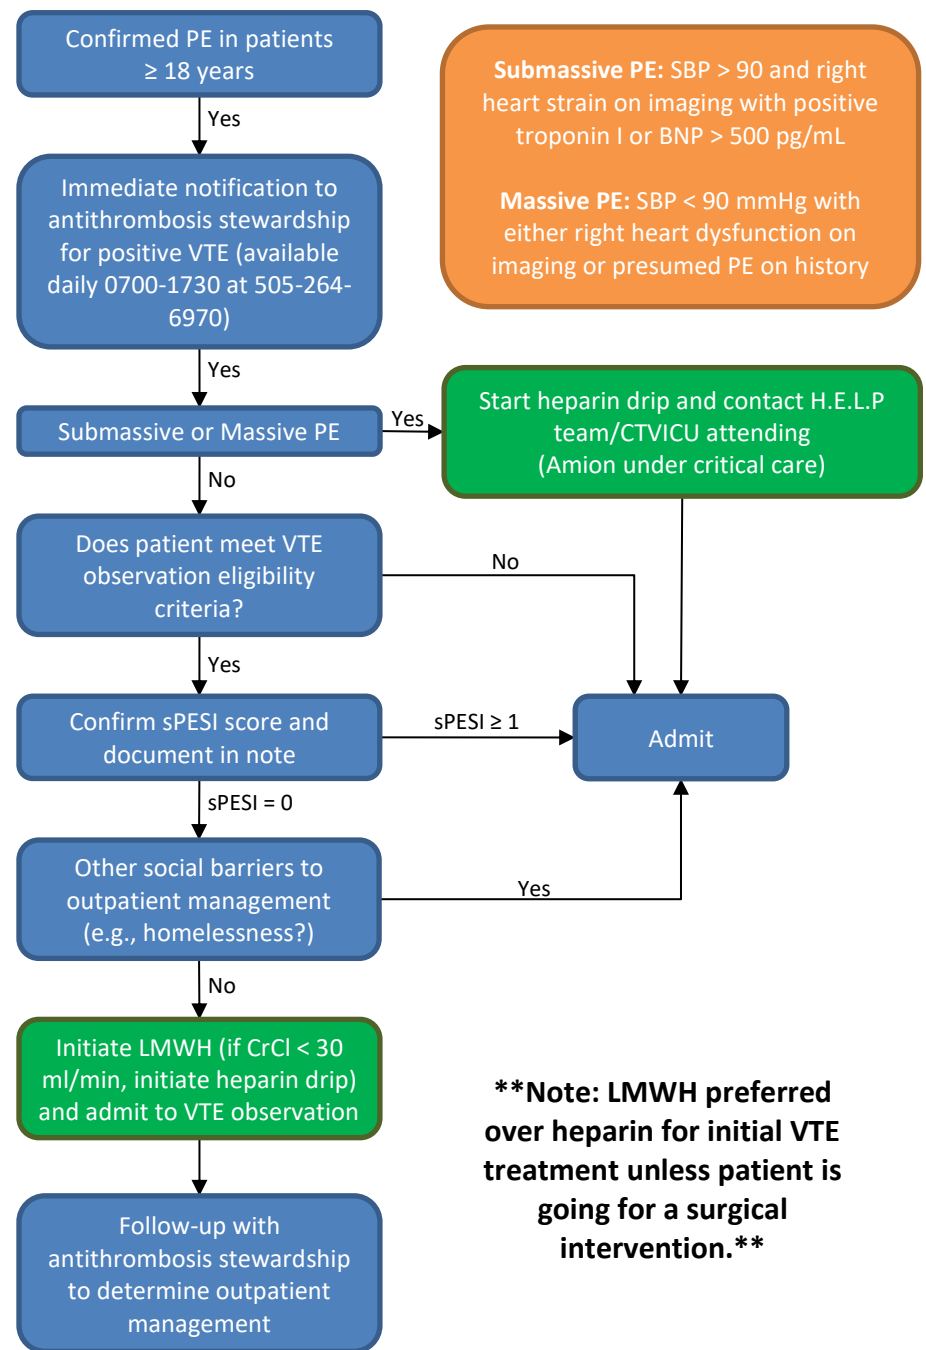 Confirmed PE in patients
≥ 18 years
Submassive PE: SBP > 90 and right
heart strain on imaging with positive
troponin I or BNP > 500 pg/mL
Massive PE: SBP < 90 mmHg with
either right heart dysfunction on
imaging or presumed PE on history
Yes
Immediate notification to
antithrombosis stewardship
for positive VTE (available
daily 0700-1730 at 505-264-
6970)
Yes
Submassive or Massive PE
Yes
Start heparin drip and contact H.E.L.P
team/CTVICU attending
(Amion under critical care)
No
Does patient meet VTE
observation eligibility
criteria?
No
Yes
Confirm sPESI score and
document in note
sPESI ≥ 1
Admit
sPESI = 0
Other social barriers to
outpatient management
(e.g., homelessness?)
Yes
No
Initiate LMWH (if CrCl < 30
ml/min, initiate heparin drip)
and admit to VTE observation
**Note: LMWH preferred
over heparin for initial VTE
treatment unless patient is
going for a surgical
intervention.**
Follow-up with
antithrombosis stewardship
to determine outpatient
management